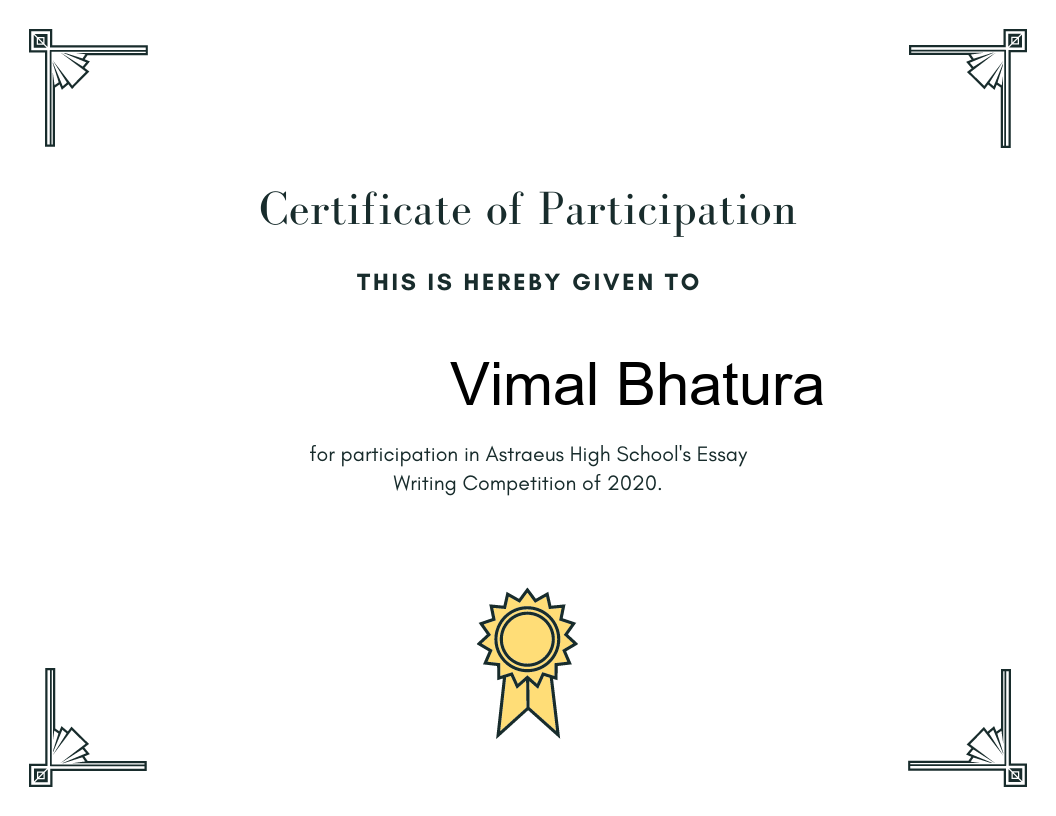 Certificate of Participation
THIS IS HEREBY GIVEN TO
Vimal Bhatura
for participation in Astraeus High School's Essay
Writing Competition of 2020.